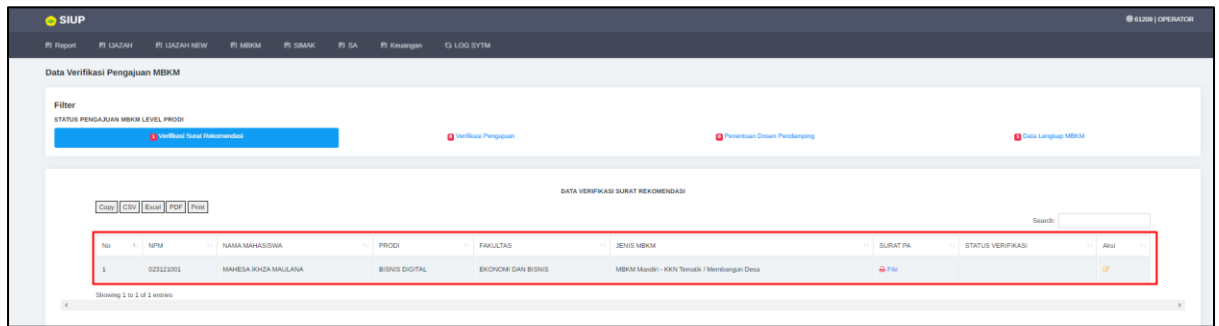 SIUP
61209 | OPERATOR
Report IJAZAH IJAZAH NEW MBKM SIMAK SA Keuangan LOG SYTM
Data Verifikasi Pengajuan MBKM
Filter
STATUS PENGAJUAN MBKM LEVEL PRODI
Verifikasi Surat Rekomendasi Verifikasi Pengajuan Penentuan Dosen Pendamping Data Lengkap MBKM
DATA VERIFIKASI SURAT REKOMENDASI
Copy CSV Excel PDF Print
Search:
No NPM NAMA MAHASISWA PRODI FAKULTAS JENIS MBKM SURAT PA STATUS VERIFIKASI Aksi
1 023121001 MAHESA IKHZA MAULANA BISNIS DIGITAL EKONOMI DAN BISNIS MBKM Mandiri - KKN Tematik / Membangun Desa File
Showing 1 to 1 of 1 entries